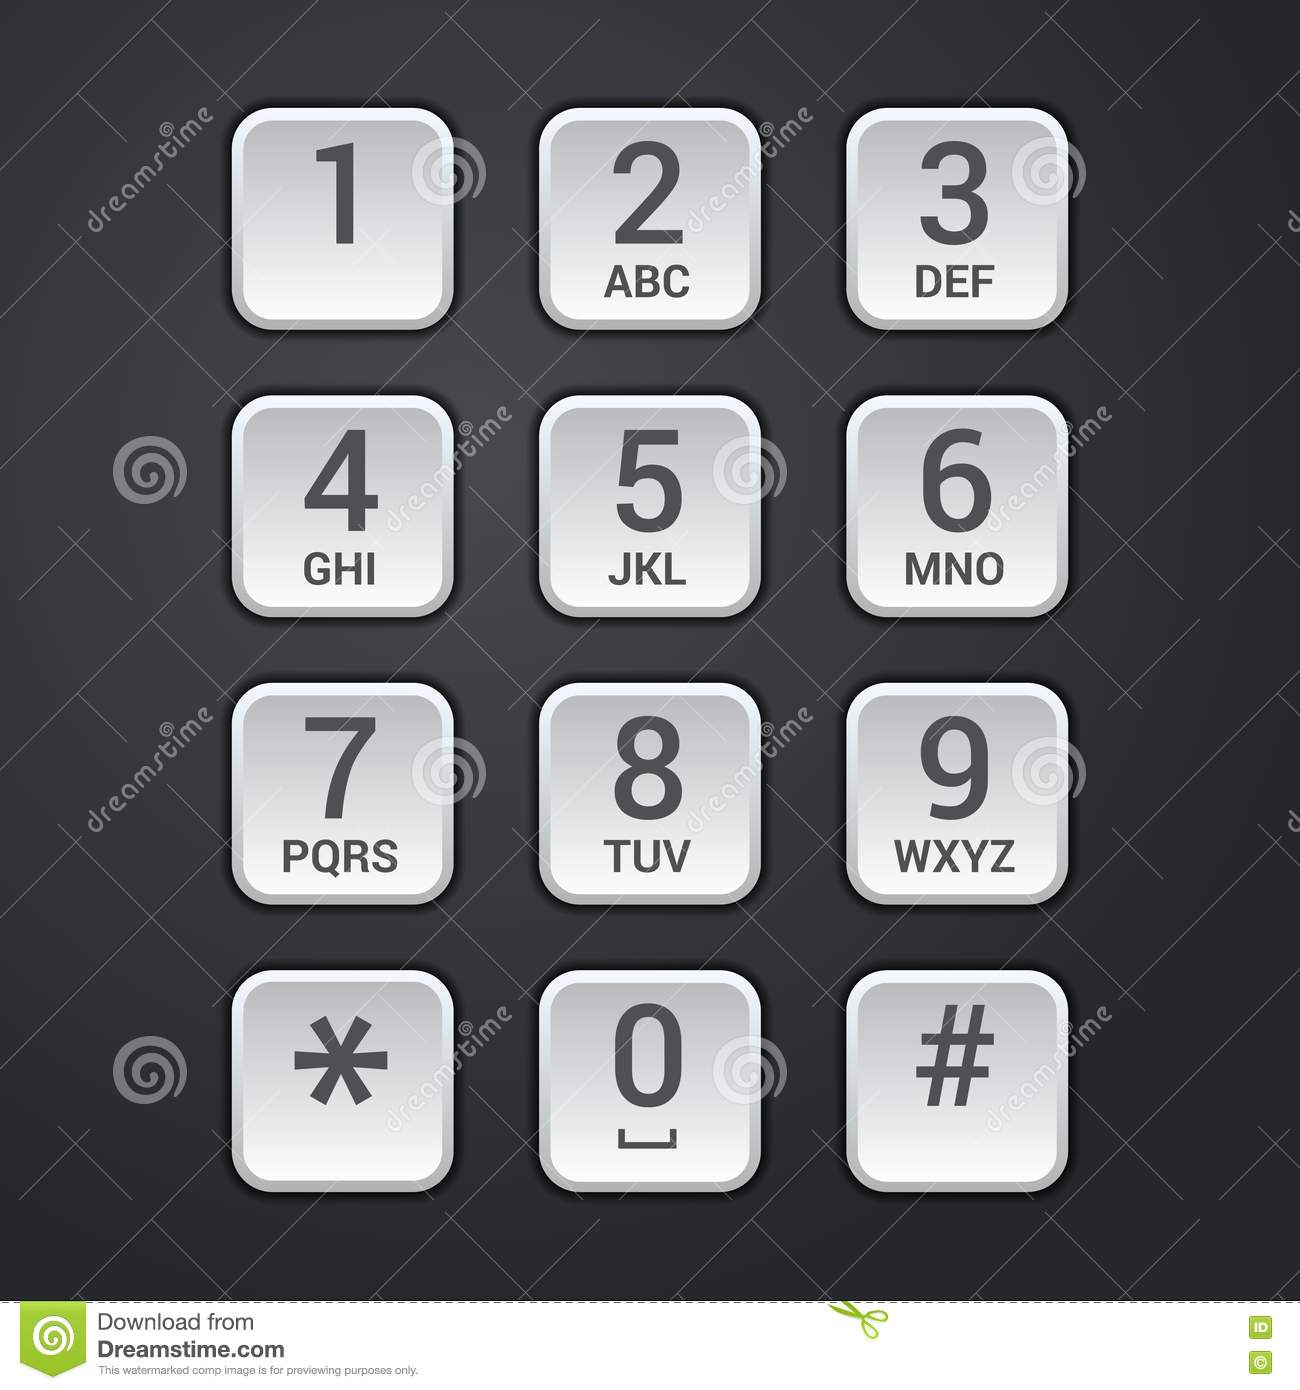 1 2 3
ABC DEF
4 5 6
GHI JKL MNO
7 8 9
PQRS TUV WXYZ
* 0 #
dreamstime
Download from
Dreamstime.com
This watermarked comp image is for previewing purposes only.
ID
©